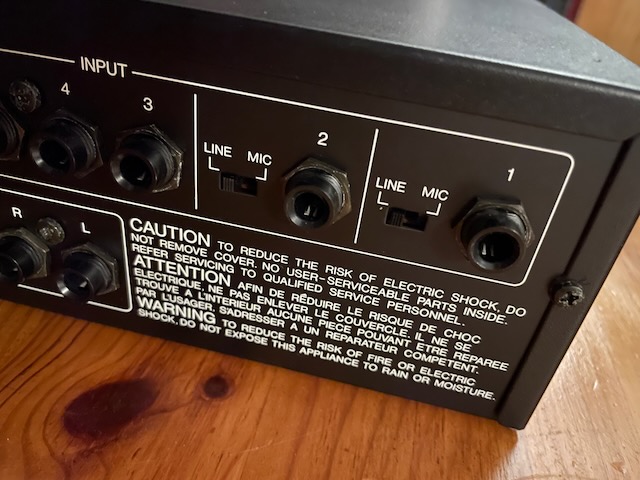 INPUT
4 3 2 1
LINE MIC LINE MIC
R L
CAUTION TO REDUCE THE RISK OF ELECTRIC SHOCK, DO
NOT REMOVE COVER. NO USER-SERVICEABLE PARTS INSIDE.
REFER SERVICING TO QUALIFIED SERVICE PERSONNEL.
ATTENTION AFIN DE RÉDUIRE LE RISQUE DE CHOC
ELECTRIQUE, NE PAS ENLEVER LE COUVERCLE. IL NE SE
TROUVE A L'INTERIEUR AUCUNE PIECE POUVANT ETRE REPAREE
PAR L'USAGER. SADRESSER A UN REPARATEUR COMPETENT.
WARNING TO REDUCE THE RISK OF FIRE OR ELECTRIC
SHOCK, DO NOT EXPOSE THIS APPLIANCE TO RAIN OR MOISTURE.